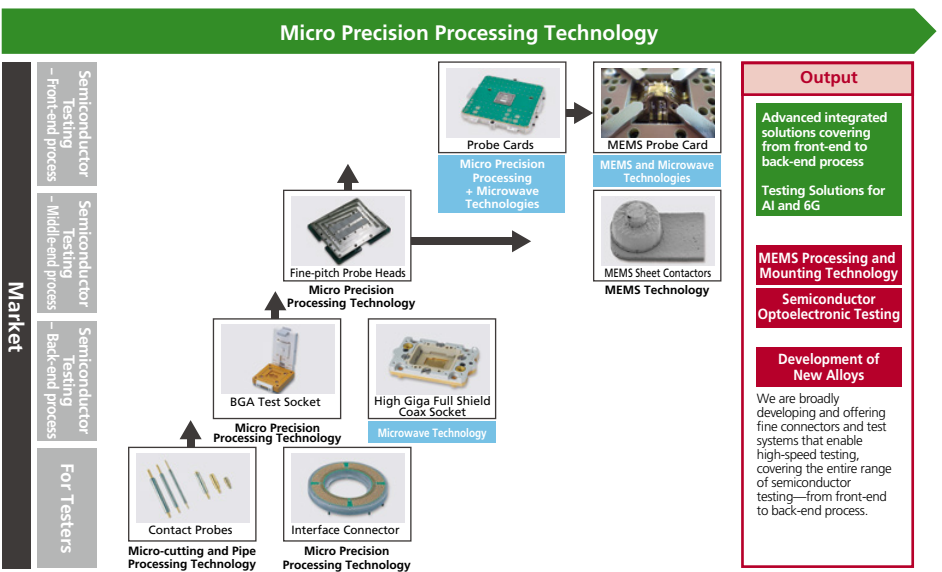 Micro Precision Processing Technology
Market
Semiconductor
Testing
– Front-end process
Semiconductor
Testing
– Middle-end process
Semiconductor
Testing
– Back-end process
For Testers
Probe Cards
Micro Precision
Processing
+ Microwave
Technologies
MEMS Probe Card
MEMS and Microwave
Technologies
Fine-pitch Probe Heads
Micro Precision
Processing Technology
MEMS Sheet Contactors
MEMS Technology
BGA Test Socket
Micro Precision
Processing Technology
High Giga Full Shield
Coax Socket
Microwave Technology
Contact Probes
Micro-cutting and Pipe
Processing Technology
Interface Connector
Micro Precision
Processing Technology
Output
Advanced integrated
solutions covering
from front-end to
back-end process
Testing Solutions for
AI and 6G
MEMS Processing and
Mounting Technology
Semiconductor
Optoelectronic Testing
Development of
New Alloys
We are broadly
developing and offering
fine connectors and test
systems that enable
high-speed testing,
covering the entire range
of semiconductor
testing—from front-end
to back-end process.